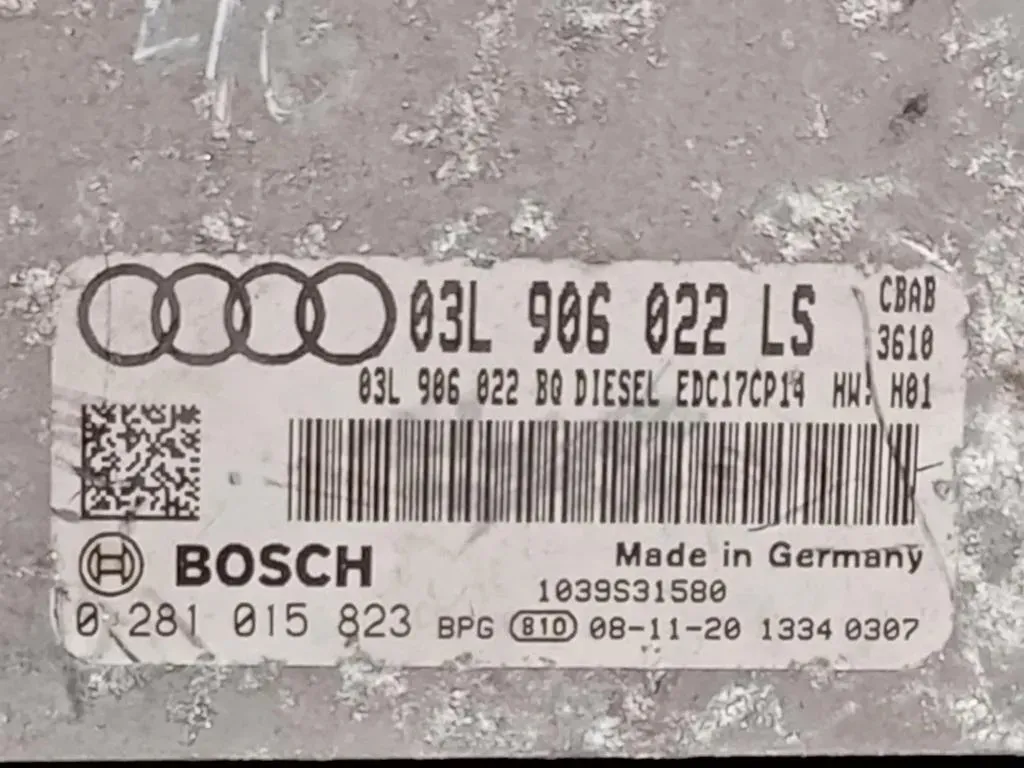 03L 906 022 LS
CBAB
3610
03L 906 022 BQ DIESEL EDC17CP14 HW: H01
BOSCH
Made in Germany
1039S31580
0 281 015 823 BPG 810 08-11-20 1334 0307